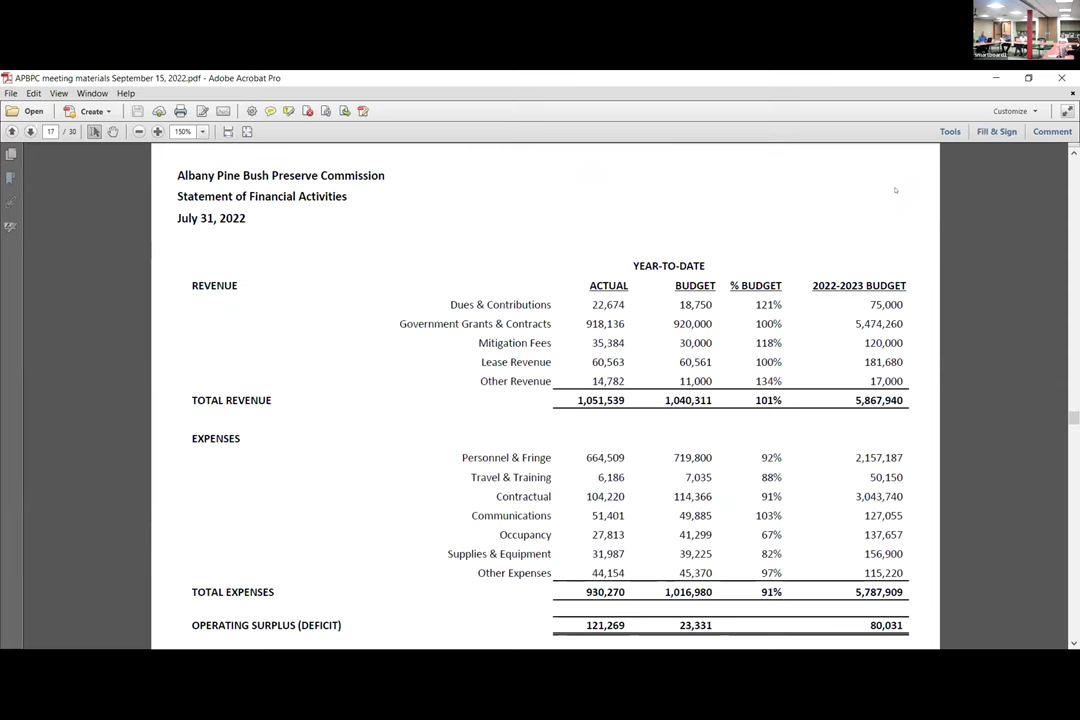 smartboard1
APBPC meeting materials September 15, 2022.pdf - Adobe Acrobat Pro
File Edit View Window Help
Open Create Customize
17 / 30 150% Tools Fill & Sign Comment
Albany Pine Bush Preserve Commission
Statement of Financial Activities
July 31, 2022
YEAR-TO-DATE
REVENUE ACTUAL BUDGET % BUDGET 2022-2023 BUDGET
Dues & Contributions 22,674 18,750 121% 75,000
Government Grants & Contracts 918,136 920,000 100% 5,474,260
Mitigation Fees 35,384 30,000 118% 120,000
Lease Revenue 60,563 60,561 100% 181,680
Other Revenue 14,782 11,000 134% 17,000
TOTAL REVENUE 1,051,539 1,040,311 101% 5,867,940
EXPENSES
Personnel & Fringe 664,509 719,800 92% 2,157,187
Travel & Training 6,186 7,035 88% 50,150
Contractual 104,220 114,366 91% 3,043,740
Communications 51,401 49,885 103% 127,055
Occupancy 27,813 41,299 67% 137,657
Supplies & Equipment 31,987 39,225 82% 156,900
Other Expenses 44,154 45,370 97% 115,220
TOTAL EXPENSES 930,270 1,016,980 91% 5,787,909
OPERATING SURPLUS (DEFICIT) 121,269 23,331 80,031